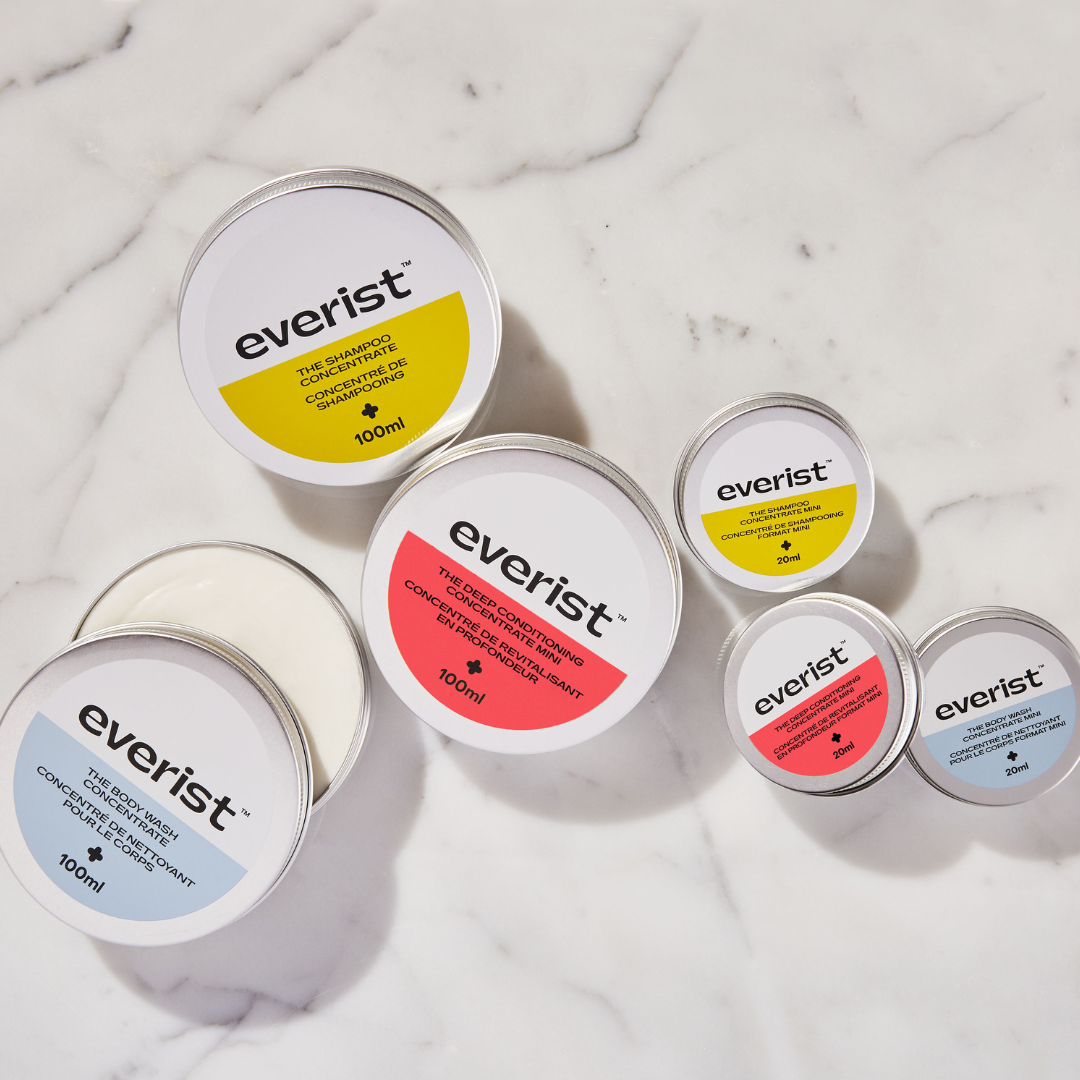 everist™
THE SHAMPOO
CONCENTRATE
CONCENTRÉ DE
SHAMPOOING
100ml
everist™
THE DEEP CONDITIONING
CONCENTRATE MINI
CONCENTRÉ DE REVITALISANT
EN PROFONDEUR
100ml
everist™
THE BODY WASH
CONCENTRATE
CONCENTRÉ DE NETTOYANT
POUR LE CORPS
100ml
everist™
THE SHAMPOO
CONCENTRATE MINI
CONCENTRÉ DE SHAMPOOING
FORMAT MINI
20ml
everist™
THE DEEP CONDITIONING
CONCENTRATE MINI
CONCENTRÉ DE REVITALISANT
EN PROFONDEUR FORMAT MINI
20ml
everist™
THE BODY WASH
CONCENTRATE MINI
CONCENTRÉ DE NETTOYANT
POUR LE CORPS FORMAT MINI
20ml